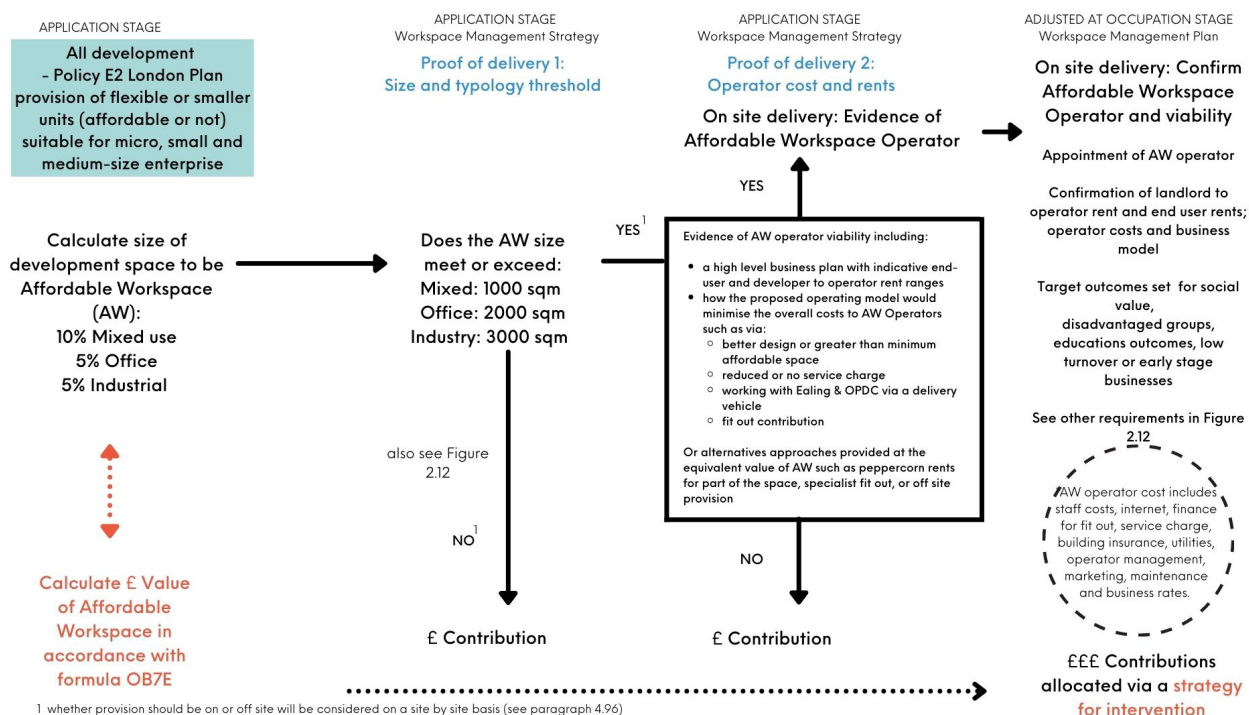 APPLICATION STAGE
All development
- Policy E2 London Plan
provision of flexible or smaller
units (affordable or not)
suitable for micro, small and
medium-size enterprise
Calculate size of
development space to be
Affordable Workspace
(AW):
10% Mixed use
5% Office
5% Industrial
Calculate £ Value
of Affordable
Workspace in
accordance with
formula OB7E
APPLICATION STAGE
Workspace Management Strategy
Proof of delivery 1:
Size and typology threshold
Does the AW size
meet or exceed:
Mixed: 1000 sqm
Office: 2000 sqm
Industry: 3000 sqm
YES1
also see Figure
2.12
NO1
£ Contribution
APPLICATION STAGE
Workspace Management Strategy
Proof of delivery 2:
Operator cost and rents
On site delivery: Evidence of
Affordable Workspace Operator
YES
Evidence of AW operator viability including:
• a high level business plan with indicative end-
user and developer to operator rent ranges
• how the proposed operating model would
minimise the overall costs to AW Operators
such as via:
○ better design or greater than minimum
affordable space
○ reduced or no service charge
○ working with Ealing & OPDC via a delivery
vehicle
○ fit out contribution
Or alternatives approaches provided at the
equivalent value of AW such as peppercorn rents
for part of the space, specialist fit out, or off site
provision
NO
£ Contribution
ADJUSTED AT OCCUPATION STAGE
Workspace Management Plan
On site delivery: Confirm
Affordable Workspace
Operator and viability
Appointment of AW operator
Confirmation of landlord to
operator rent and end user rents;
operator costs and business
model
Target outcomes set for social
value,
disadvantaged groups,
educations outcomes, low
turnover or early stage
businesses
See other requirements in Figure
2.12
AW operator cost includes
staff costs, internet, finance
for fit out, service charge,
building insurance, utilities,
operator management,
marketing, maintenance
and business rates.
£££ Contributions
allocated via a strategy
for intervention
1 whether provision should be on or off site will be considered on a site by site basis (see paragraph 4.96)